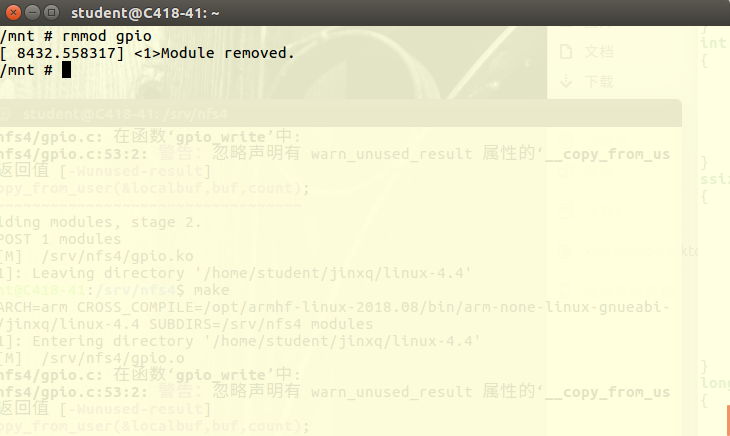 student@C418-41: ~
/mnt # rmmod gpio
[ 8432.558317] <1>Module removed.
/mnt #
文档
下载
int
{
student@C418-41: /srv/nfs4
nfs4/gpio.c: 在函数‘gpio_write’中:
nfs4/gpio.c:53:2: 警告: 忽略声明有 warn_unused_result 属性的‘__copy_from_us
返回值 [-Wunused-result]
opy_from_user(&localbuf,buf,count);
~~~~~~~~~~~~~~~~~~~~~~~~~~~~~~~~~~
lding modules, stage 2.
POST 1 modules
[M]  /srv/nfs4/gpio.ko
1]: Leaving directory '/home/student/jinxq/linux-4.4'
nt@C418-41:/srv/nfs4$ make
ARCH=arm CROSS_COMPILE=/opt/armhf-linux-2018.08/bin/arm-none-linux-gnueabi-
/jinxq/linux-4.4 SUBDIRS=/srv/nfs4 modules
1]: Entering directory '/home/student/jinxq/linux-4.4'
[M]  /srv/nfs4/gpio.o
nfs4/gpio.c: 在函数‘gpio_write’中:
nfs4/gpio.c:53:2: 警告: 忽略声明有 warn_unused_result 属性的‘__copy_from_us
返回值 [-Wunused-result]
opy_from_user(&localbuf,buf,count);
}
ssiz
{
}
long
{